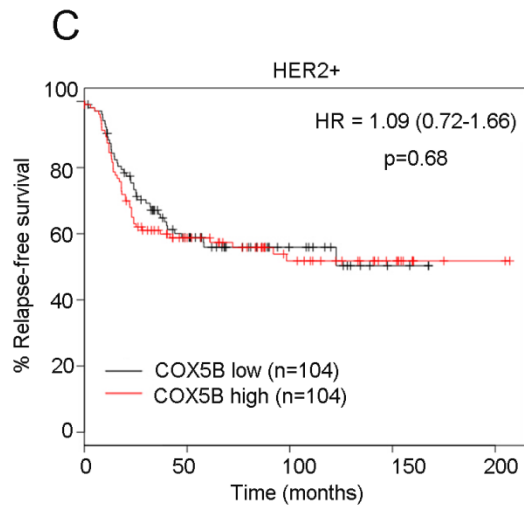 C
HER2+
HR = 1.09 (0.72-1.66)
p=0.68
% Relapse-free survival
100
80
60
40
20
0
COX5B low (n=104)
COX5B high (n=104)
0 50 100 150 200
Time (months)